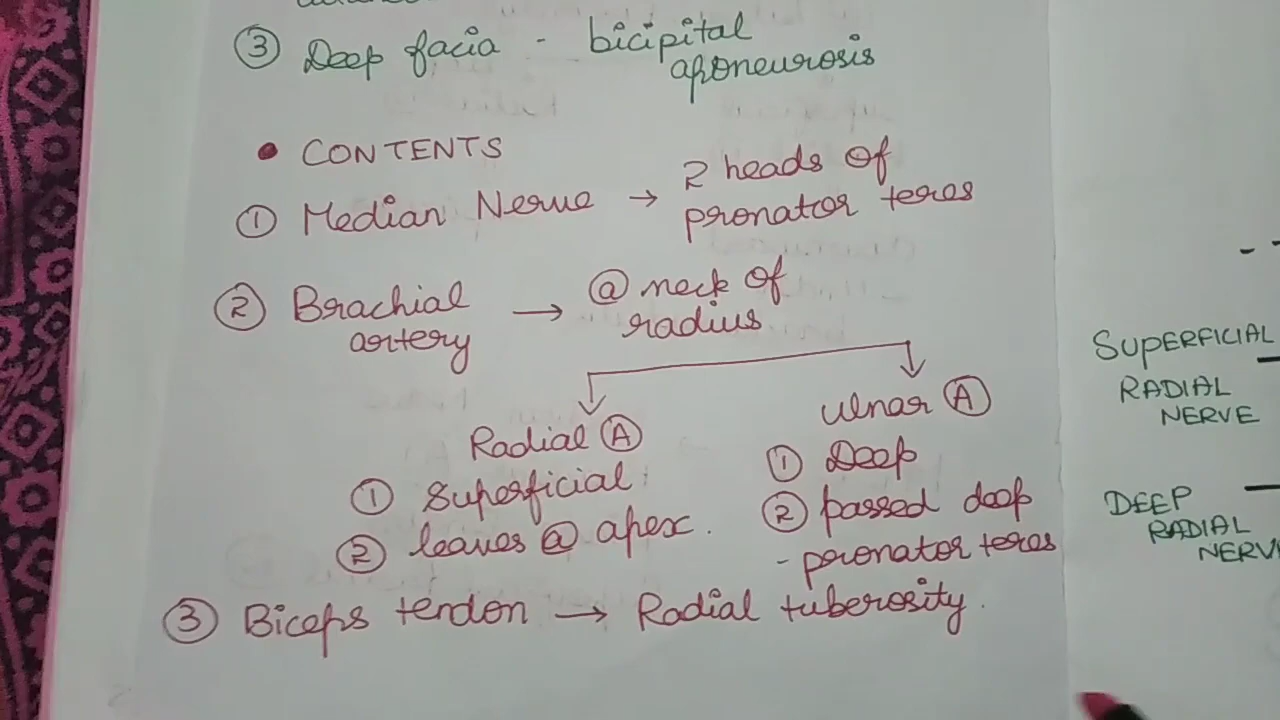 ③ Deep facia - bicipital
aponeurosis
• CONTENTS
① Median Nerve → 2 heads of
pronator teres
② Brachial
artery → @ neck of
radius
Radial Ⓐ
① Superficial
② leaves @ apex.
ulnar Ⓐ
① Deep
② passed deep
- pronator teres
③ Biceps tendon → Radial tuberosity.
SUPERFICIAL
RADIAL
NERVE
DEEP
RADIAL
NERVE